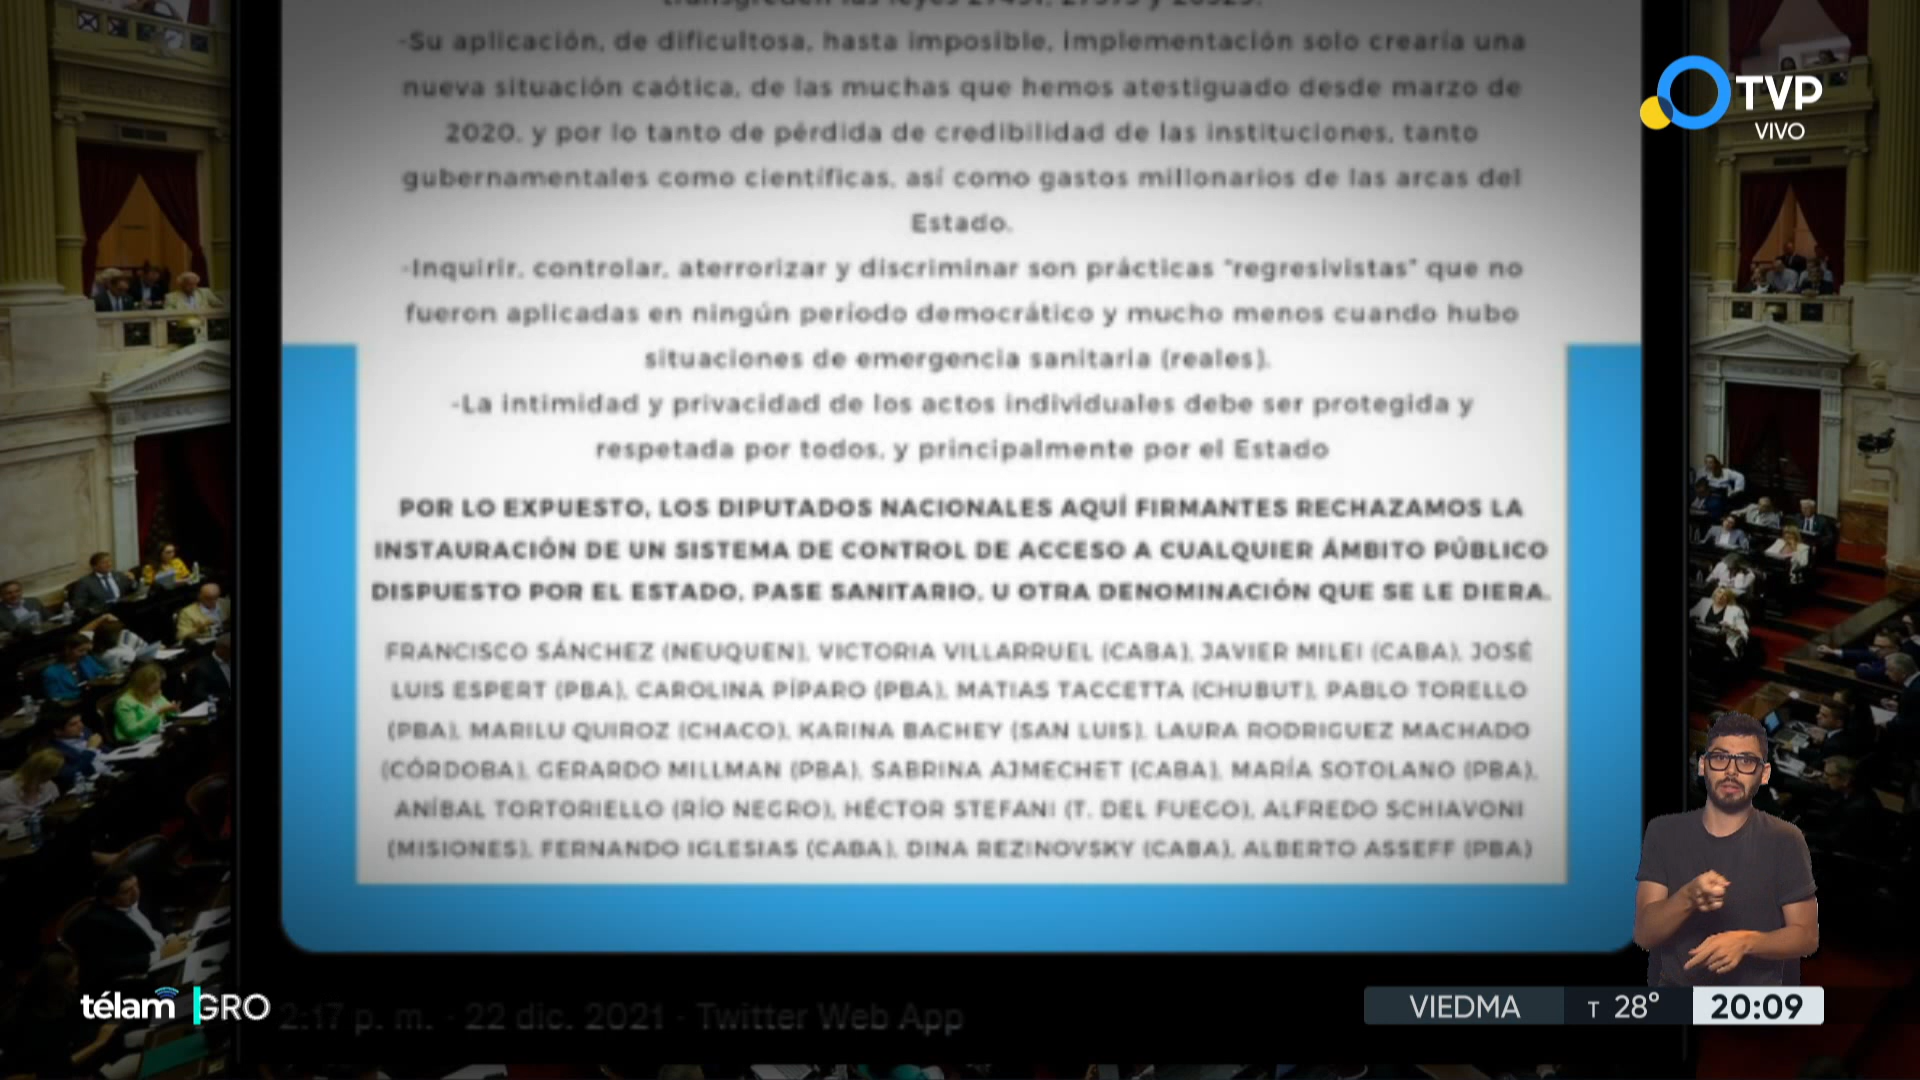 -Su aplicación, de dificultosa, hasta imposible, implementación solo crearía una
nueva situación caótica, de las muchas que hemos atestiguado desde marzo de
2020, y por lo tanto de pérdida de credibilidad de las instituciones, tanto
gubernamentales como científicas, así como gastos millonarios de las arcas del
Estado.
-Inquirir, controlar, aterrorizar y discriminar son prácticas "regresivistas" que no
fueron aplicadas en ningún período democrático y mucho menos cuando hubo
situaciones de emergencia sanitaria (reales).
-La intimidad y privacidad de los actos individuales debe ser protegida y
respetada por todos, y principalmente por el Estado
POR LO EXPUESTO, LOS DIPUTADOS NACIONALES AQUÍ FIRMANTES RECHAZAMOS LA
INSTAURACIÓN DE UN SISTEMA DE CONTROL DE ACCESO A CUALQUIER ÁMBITO PÚBLICO
DISPUESTO POR EL ESTADO, PASE SANITARIO, U OTRA DENOMINACIÓN QUE SE LE DIERA.
FRANCISCO SÁNCHEZ (NEUQUEN), VICTORIA VILLARRUEL (CABA), JAVIER MILEI (CABA), JOSÉ
LUIS ESPERT (PBA), CAROLINA PÍPARO (PBA), MATIAS TACCETTA (CHUBUT), PABLO TORELLO
(PBA), MARILU QUIROZ (CHACO), KARINA BACHEY (SAN LUIS), LAURA RODRIGUEZ MACHADO
(CÓRDOBA), GERARDO MILLMAN (PBA), SABRINA AJMECHET (CABA), MARÍA SOTOLANO (PBA),
ANÍBAL TORTORIELLO (RÍO NEGRO), HÉCTOR STEFANI (T. DEL FUEGO), ALFREDO SCHIAVONI
(MISIONES), FERNANDO IGLESIAS (CABA), DINA REZINOVSKY (CABA), ALBERTO ASSEFF (PBA)
2:17 p. m. · 22 dic. 2021 · Twitter Web App
TVP
VIVO
télam GRO
VIEDMA T 28° 20:09